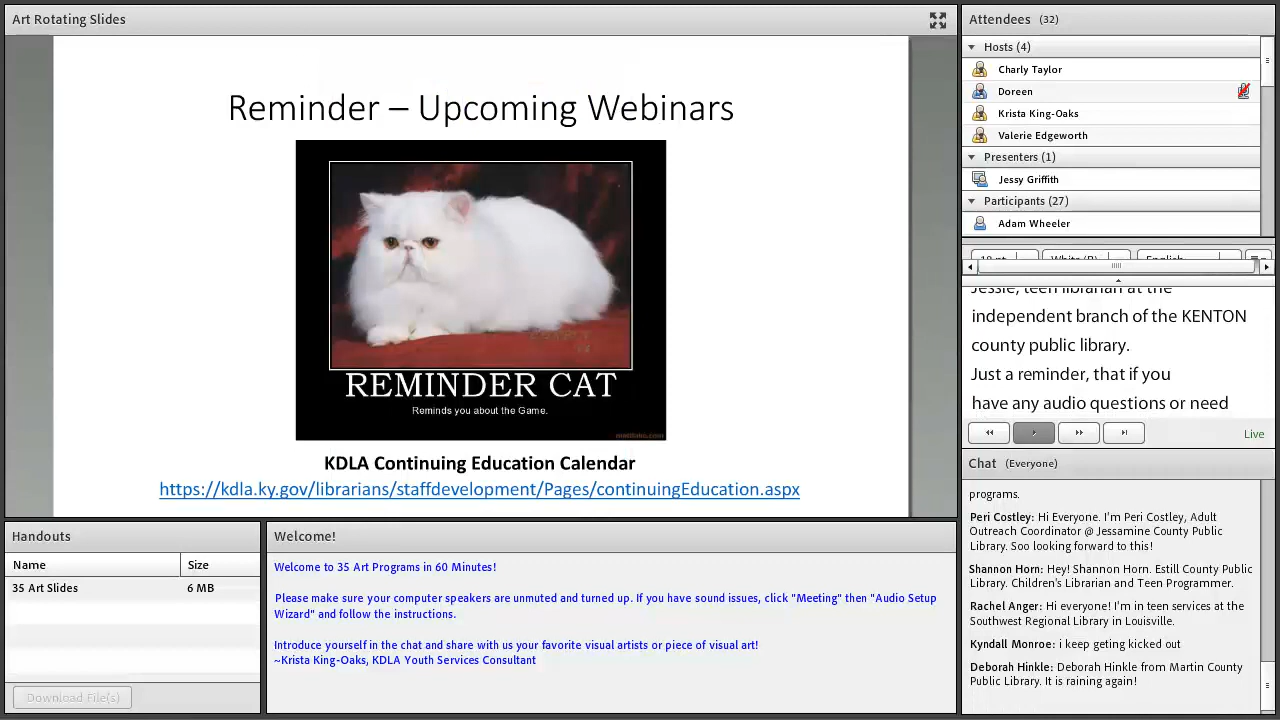 Art Rotating Slides
Reminder – Upcoming Webinars
REMINDER CAT
Reminds you about the Game.
KDLA Continuing Education Calendar
https://kdla.ky.gov/librarians/staffdevelopment/Pages/continuingEducation.aspx
Handouts
Name Size
35 Art Slides 6 MB
Download File(s)
Welcome!
Welcome to 35 Art Programs in 60 Minutes!
Please make sure your computer speakers are unmuted and turned up. If you have sound issues, click "Meeting" then "Audio Setup
Wizard" and follow the instructions.
Introduce yourself in the chat and share with us your favorite visual artists or piece of visual art!
~Krista King-Oaks, KDLA Youth Services Consultant
Attendees (32)
Hosts (4)
Charly Taylor
Doreen
Krista King-Oaks
Valerie Edgeworth
Presenters (1)
Jessy Griffith
Participants (27)
Adam Wheeler
English
Jessie, teen librarian at the
independent branch of the KENTON
county public library.
Just a reminder, that if you
have any audio questions or need
Live
Chat (Everyone)
programs.
Peri Costley: Hi Everyone. I'm Peri Costley, Adult
Outreach Coordinator @ Jessamine County Public
Library. Soo looking forward to this!
Shannon Horn: Hey! Shannon Horn. Estill County Public
Library. Children's Librarian and Teen Programmer.
Rachel Anger: Hi everyone! I'm in teen services at the
Southwest Regional Library in Louisville.
Kyndall Monroe: i keep geting kicked out
Deborah Hinkle: Deborah Hinkle from Martin County
Public Library. It is raining again!